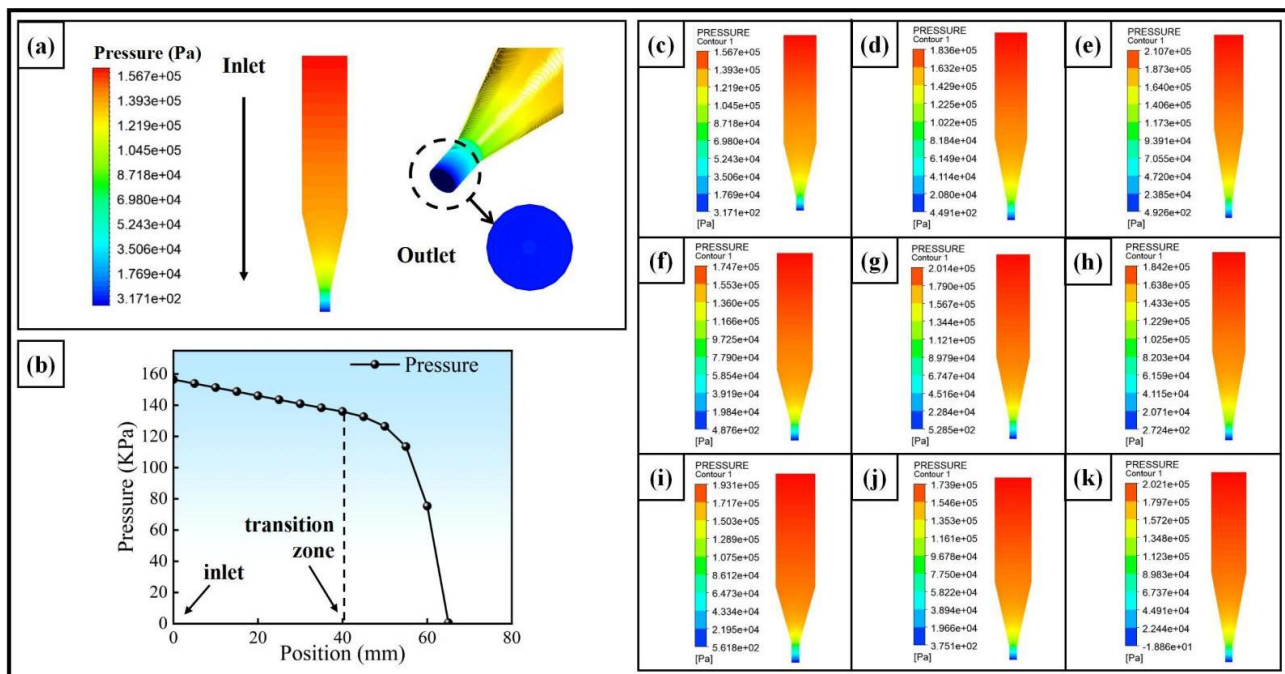 (a)
Pressure (Pa)
1.567e+05
1.393e+05
1.219e+05
1.045e+05
8.718e+04
6.980e+04
5.243e+04
3.506e+04
1.769e+04
3.171e+02
Inlet
Outlet
(b)
Pressure
Pressure (KPa)
160
140
120
100
80
60
40
20
0
transition
zone
inlet
0
20
40
60
80
Position (mm)
(c)
PRESSURE
Contour 1
1.567e+05
1.393e+05
1.219e+05
1.045e+05
8.718e+04
6.980e+04
5.243e+04
3.506e+04
1.769e+04
3.171e+02
[Pa]
(d)
PRESSURE
Contour 1
1.836e+05
1.632e+05
1.429e+05
1.225e+05
1.022e+05
8.184e+04
6.149e+04
4.114e+04
2.080e+04
4.491e+02
[Pa]
(e)
PRESSURE
Contour 1
2.107e+05
1.873e+05
1.640e+05
1.406e+05
1.173e+05
9.391e+04
7.055e+04
4.720e+04
2.385e+04
4.926e+02
[Pa]
(f)
PRESSURE
Contour 1
1.747e+05
1.553e+05
1.360e+05
1.166e+05
9.725e+04
7.790e+04
5.854e+04
3.919e+04
1.984e+04
4.876e+02
[Pa]
(g)
PRESSURE
Contour 1
2.014e+05
1.790e+05
1.567e+05
1.344e+05
1.121e+05
8.979e+04
6.747e+04
4.516e+04
2.284e+04
5.285e+02
[Pa]
(h)
PRESSURE
Contour 1
1.842e+05
1.638e+05
1.433e+05
1.229e+05
1.025e+05
8.203e+04
6.159e+04
4.115e+04
2.071e+04
2.724e+02
[Pa]
(i)
PRESSURE
Contour 1
1.931e+05
1.717e+05
1.503e+05
1.289e+05
1.075e+05
8.612e+04
6.473e+04
4.334e+04
2.195e+04
5.618e+02
[Pa]
(j)
PRESSURE
Contour 1
1.739e+05
1.546e+05
1.353e+05
1.161e+05
9.678e+04
7.750e+04
5.822e+04
3.894e+04
1.966e+04
3.751e+02
[Pa]
(k)
PRESSURE
Contour 1
2.021e+05
1.797e+05
1.572e+05
1.348e+05
1.123e+05
8.983e+04
6.737e+04
4.491e+04
2.244e+04
-1.886e+01
[Pa]